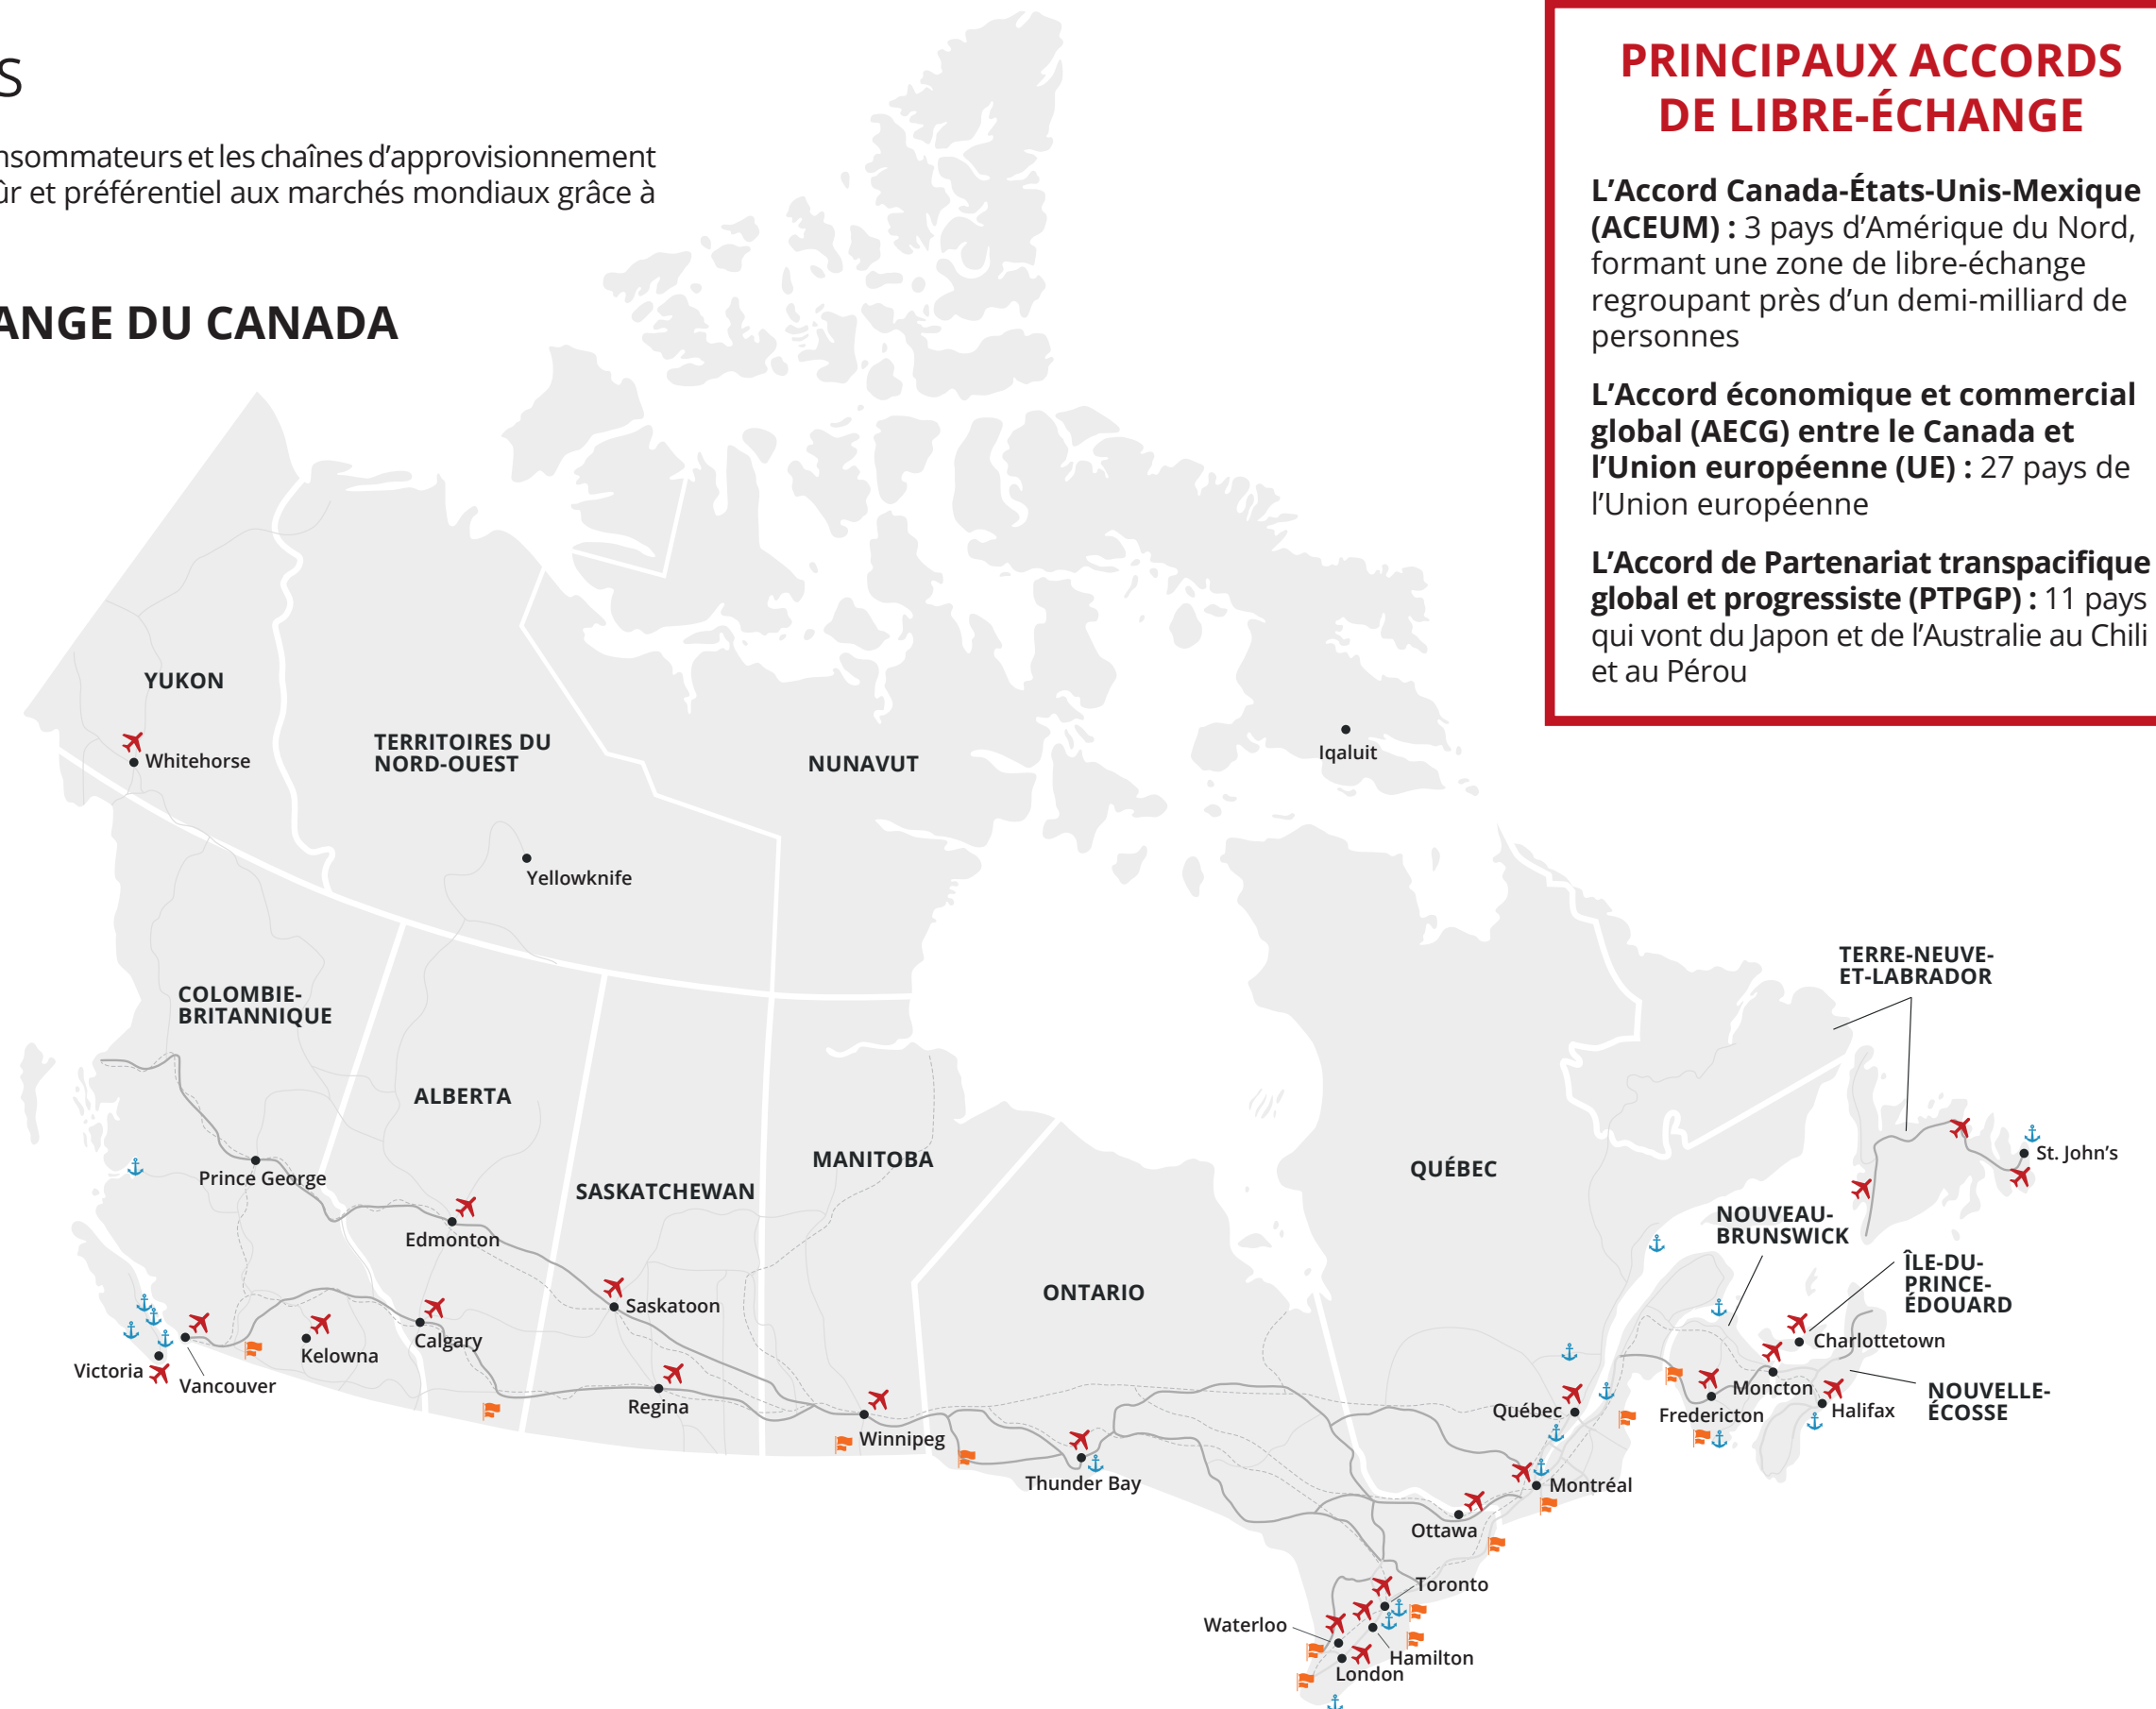 S
nsommateurs et les chaînes d’approvisionnement
ûr et préférentiel aux marchés mondiaux grâce à
ANGE DU CANADA
PRINCIPAUX ACCORDS
DE LIBRE-ÉCHANGE
L’Accord Canada-États-Unis-Mexique
(ACEUM) : 3 pays d’Amérique du Nord,
formant une zone de libre-échange
regroupant près d’un demi-milliard de
personnes
L’Accord économique et commercial
global (AECG) entre le Canada et
l’Union européenne (UE) : 27 pays de
l’Union européenne
L’Accord de Partenariat transpacifique
global et progressiste (PTPGP) : 11 pays
qui vont du Japon et de l’Australie au Chili
et au Pérou
YUKON
Whitehorse
TERRITOIRES DU
NORD-OUEST
NUNAVUT
Iqaluit
Yellowknife
COLOMBIE-
BRITANNIQUE
TERRE-NEUVE-
ET-LABRADOR
ALBERTA
MANITOBA
SASKATCHEWAN
QUÉBEC
St. John’s
Prince George
Edmonton
NOUVEAU-
BRUNSWICK
ÎLE-DU-
PRINCE-
ÉDOUARD
ONTARIO
Saskatoon
Calgary
Kelowna
Victoria
Vancouver
Charlottetown
Moncton
NOUVELLE-
ÉCOSSE
Regina
Québec
Fredericton
Halifax
Winnipeg
Thunder Bay
Montréal
Ottawa
Toronto
Waterloo
Hamilton
London